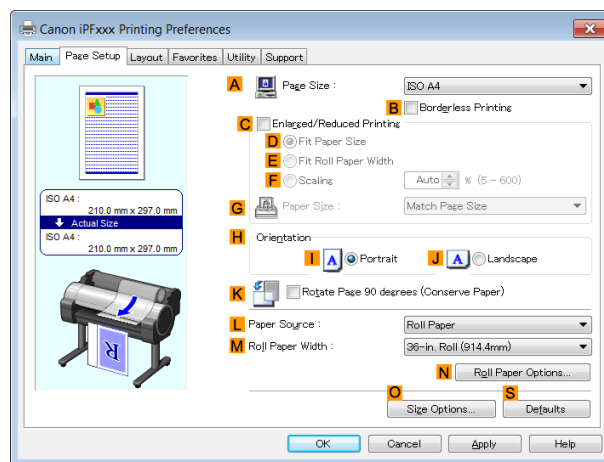 Canon iPFxxx Printing Preferences
Main Page Setup Layout Favorites Utility Support
A Page Size : ISO A4
B Borderless Printing
C Enlarged/Reduced Printing
D Fit Paper Size
E Fit Roll Paper Width
F Scaling Auto % (5 - 600)
G Paper Size : Match Page Size
ISO A4 :
210.0 mm x 297.0 mm
Actual Size
ISO A4 :
210.0 mm x 297.0 mm
H Orientation
I A Portrait J A Landscape
K Rotate Page 90 degrees (Conserve Paper)
L Paper Source : Roll Paper
M Roll Paper Width : 36-in. Roll (914.4mm)
R
N Roll Paper Options...
O S
Size Options... Defaults
OK Cancel Apply Help